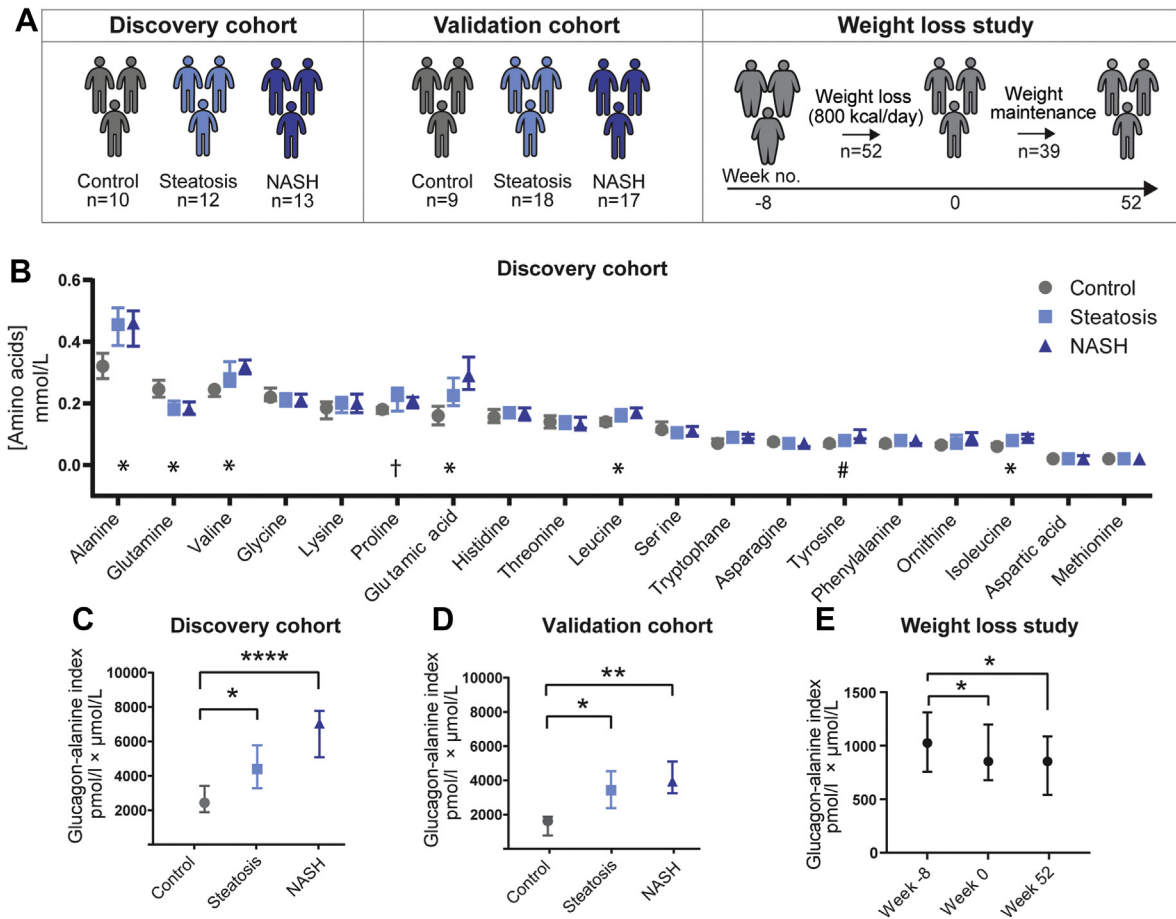 A
Discovery cohort
Validation cohort
Weight loss study
Control
n=10
Steatosis
n=12
NASH
n=13
Control
n=9
Steatosis
n=18
NASH
n=17
Weight loss
(800 kcal/day)
n=52
Weight
maintenance
n=39
Week no.
-8
0
52
B
Discovery cohort
[Amino acids]
mmol/L
0.6
0.4
0.2
0.0
Control
Steatosis
NASH
* * * † * * # *
Alanine
Glutamine
Valine
Glycine
Lysine
Proline
Glutamic acid
Histidine
Threonine
Leucine
Serine
Tryptophane
Asparagine
Tyrosine
Phenylalanine
Ornithine
Isoleucine
Aspartic acid
Methionine
C
Discovery cohort
Glucagon-alanine index
pmol/l × µmol/L
10000
8000
6000
4000
2000
****
*
Control
Steatosis
NASH
D
Validation cohort
Glucagon-alanine index
pmol/l × µmol/L
10000
8000
6000
4000
2000
**
*
Control
Steatosis
NASH
E
Weight loss study
Glucagon-alanine index
pmol/l × µmol/L
1500
1000
500
0
*
*
Week -8
Week 0
Week 52